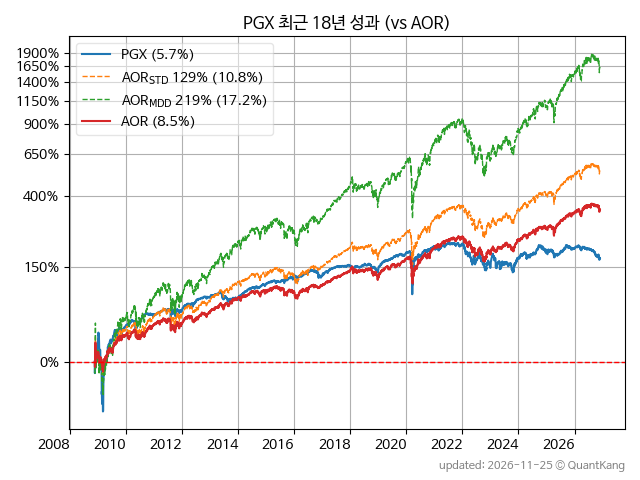 PGX 최근 18년 성과 (vs AOR)
1900%
1650%
1400%
1150%
900%
650%
400%
150%
0%
PGX (5.7%)
AORSTD 129% (10.8%)
AORMDD 219% (17.2%)
AOR (8.5%)
2008 2010 2012 2014 2016 2018 2020 2022 2024 2026
updated: 2026-11-25 © QuantKang